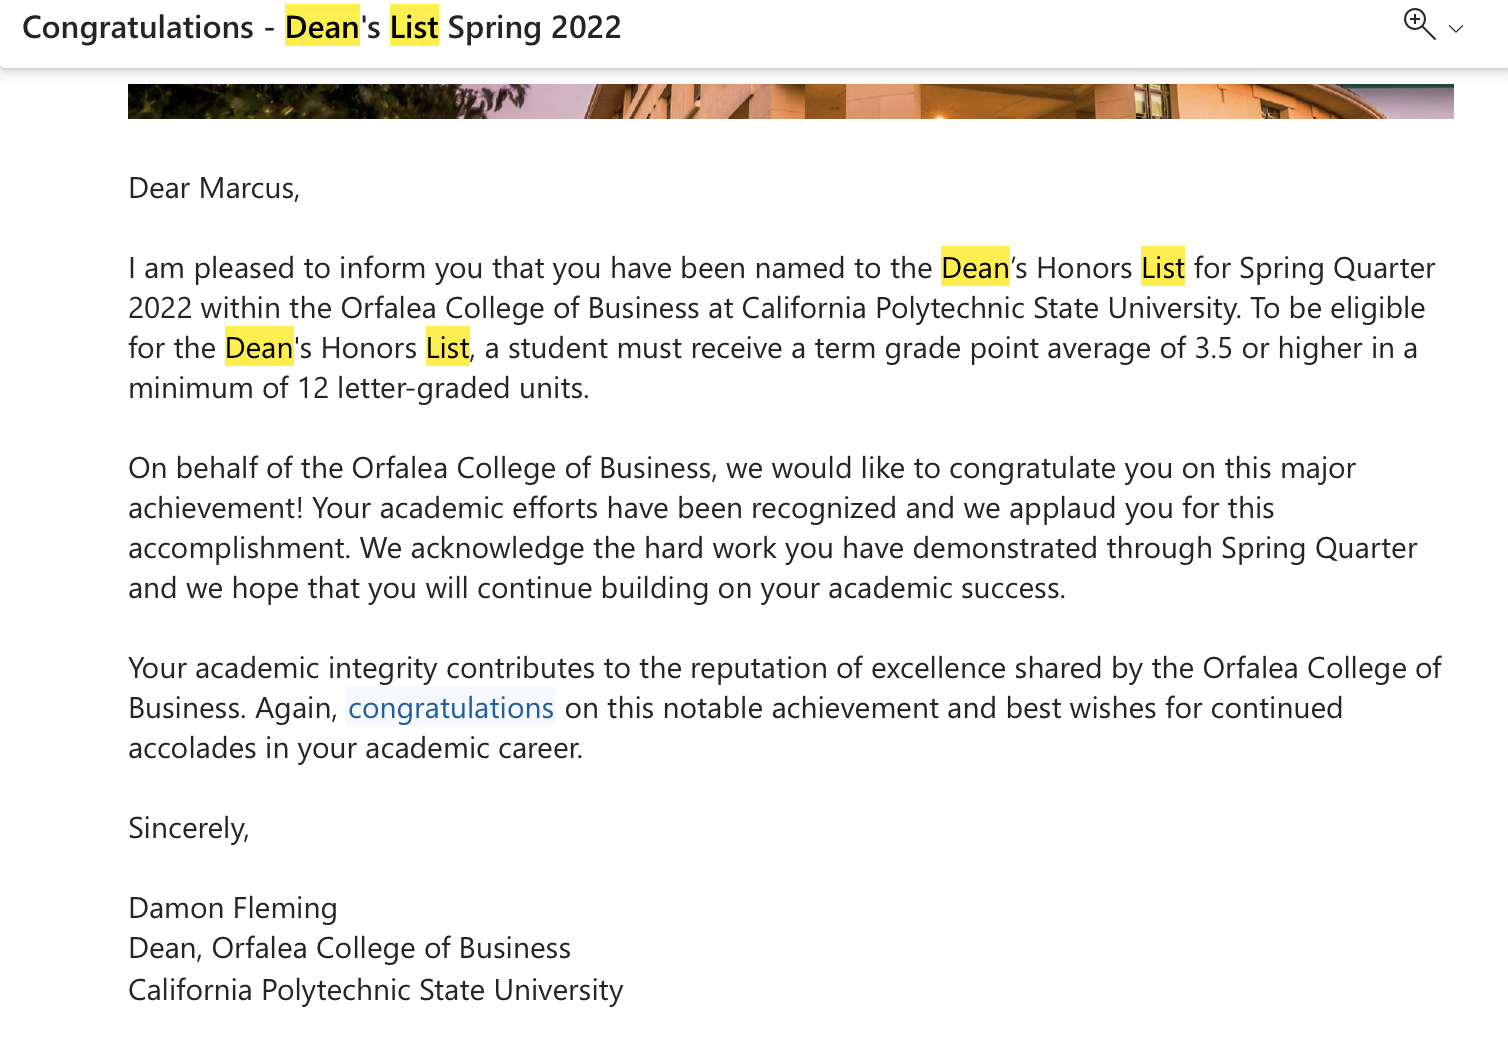 Congratulations - Dean's List Spring 2022
Dear Marcus,
I am pleased to inform you that you have been named to the Dean’s Honors List for Spring Quarter
2022 within the Orfalea College of Business at California Polytechnic State University. To be eligible
for the Dean's Honors List, a student must receive a term grade point average of 3.5 or higher in a
minimum of 12 letter-graded units.
On behalf of the Orfalea College of Business, we would like to congratulate you on this major
achievement! Your academic efforts have been recognized and we applaud you for this
accomplishment. We acknowledge the hard work you have demonstrated through Spring Quarter
and we hope that you will continue building on your academic success.
Your academic integrity contributes to the reputation of excellence shared by the Orfalea College of
Business. Again, congratulations on this notable achievement and best wishes for continued
accolades in your academic career.
Sincerely,
Damon Fleming
Dean, Orfalea College of Business
California Polytechnic State University